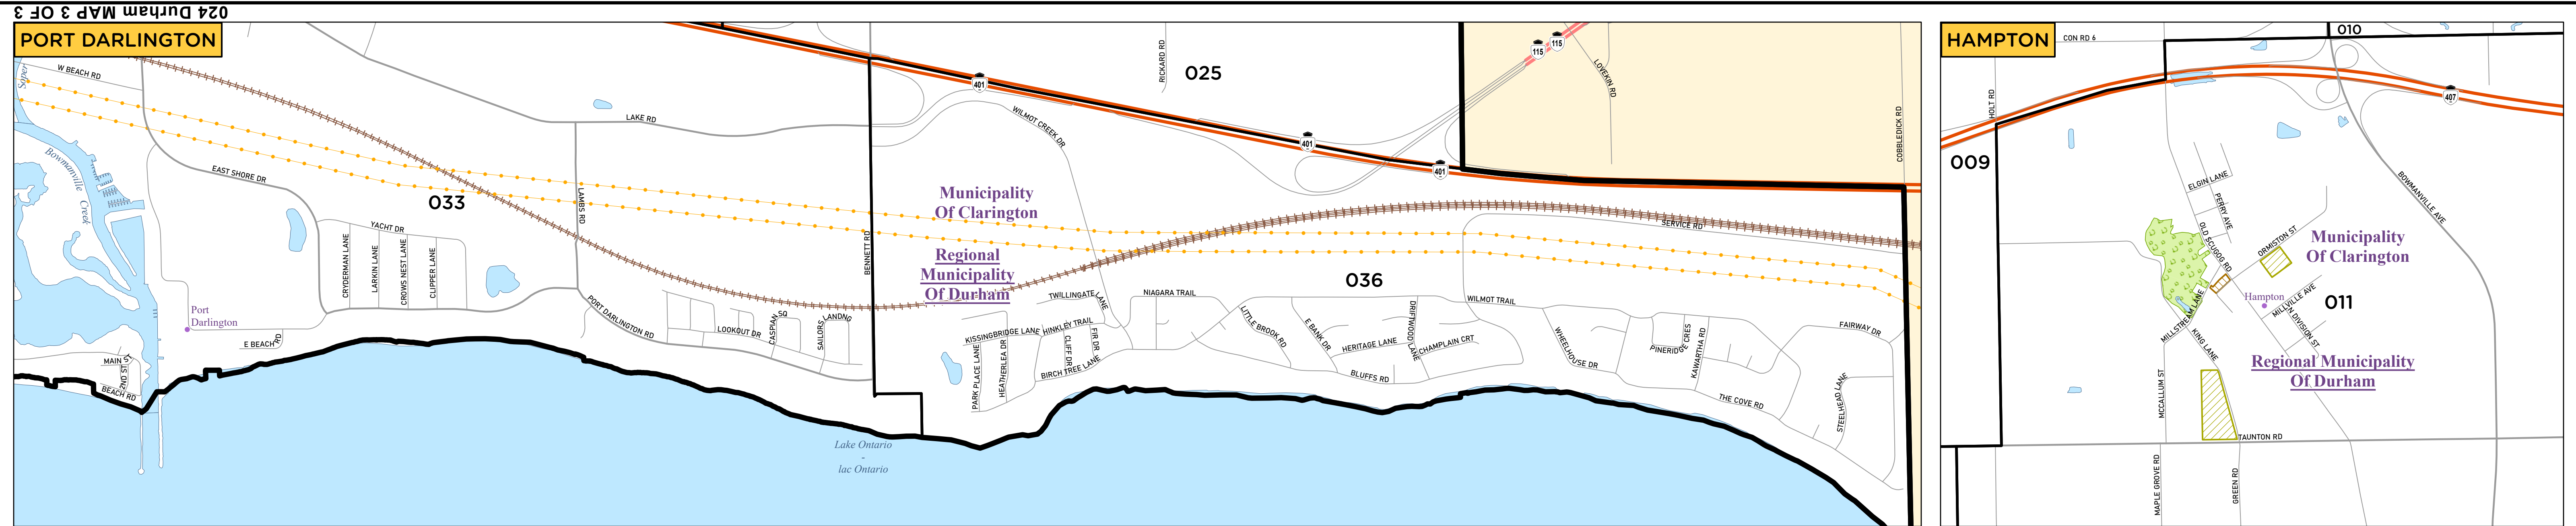 024 Durham MAP 3 OF 3
PORT DARLINGTON
Soper
W BEACH RD
Bowmanville
Creek
EAST SHORE DR
LAKE RD
LAMBS RD
033
YACHT DR
CRYDERMAN LANE
LARKIN LANE
CROWS NEST LANE
CLIPPER LANE
Port
Darlington
E BEACH RD
MAIN ST
2ND ST
BEACH RD
PORT DARLINGTON RD
LOOKOUT DR
CASPIAN SQ
SAILORS LANDNG
BENNETT RD
401
RICKARD RD
025
WILMOT CREEK DR
401
401
115
115
LOVEKIN RD
COBBLEDICK RD
Municipality
Of Clarington
Regional
Municipality
Of Durham
SERVICE RD
036
TWILLINGATE LANE
NIAGARA TRAIL
WILMOT TRAIL
KISSINGBRIDGE LANE
HINKLEY TRAIL
PARK PLACE LANE
HEATHERLEA DR
CLIFF DR
FIR DR
BIRCH TREE LANE
LITTLE BROOK RD
E BANK DR
HERITAGE LANE
DRIFTWOOD LANE
CHAMPLAIN CRT
BLUFFS RD
WHEELHOUSE DR
PINERIDGE CRES
KAWARTHA RD
FAIRWAY DR
THE COVE RD
STEELHEAD LANE
Lake Ontario
-
lac Ontario
HAMPTON
CON RD 6
010
HOLT RD
407
009
ELGIN LANE
PERRY AVE
OLD SCUGOG RD
ORMISTON ST
BOWMANVILLE AVE
Municipality
Of Clarington
Hampton
MILLVILLE AVE
011
N DIVISION ST
MILLSTREAM LANE
KING LANE
Regional Municipality
Of Durham
MCCALLUM ST
TAUNTON RD
MAPLE GROVE RD
GREEN RD